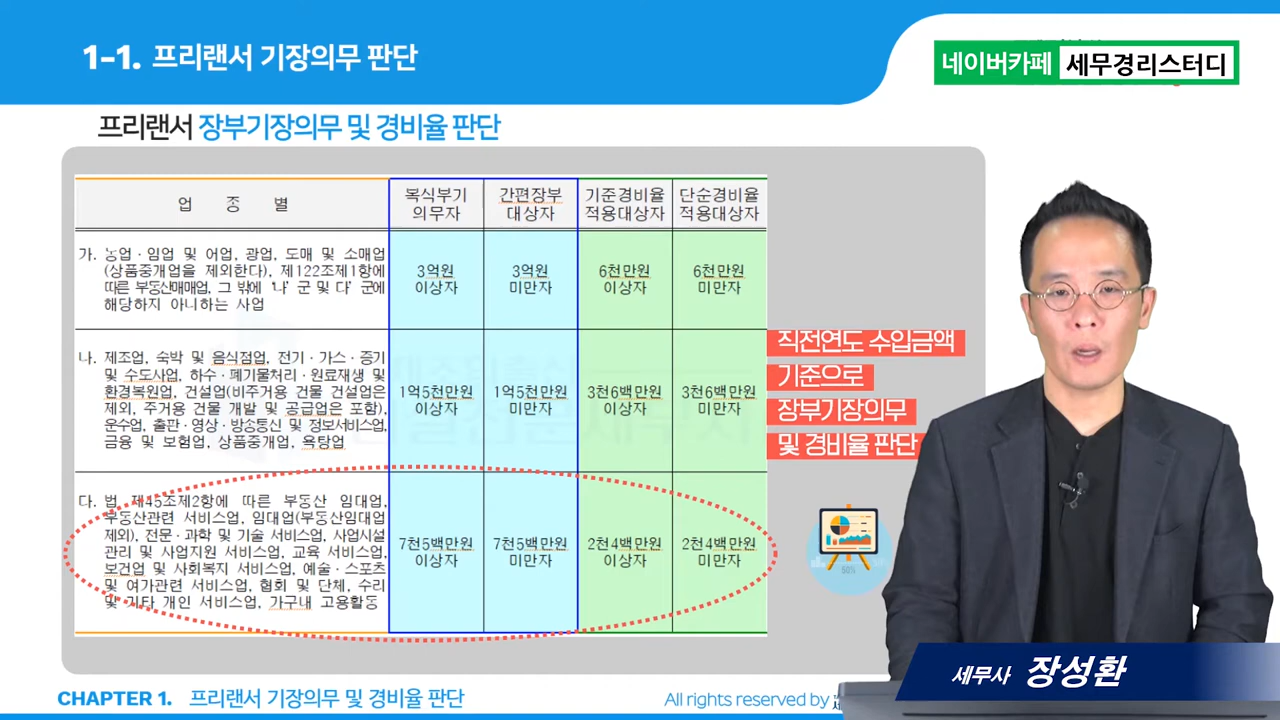 1-1. 프리랜서 기장의무 판단
네이버카페 세무경리스터디
프리랜서 장부기장의무 및 경비율 판단
업 종 별
복식부기
의무자
간편장부
대상자
기준경비율
적용대상자
단순경비율
적용대상자
가. 농업·임업 및 어업, 광업, 도매 및 소매업
(상품중개업을 제외한다), 제122조제1항에
따른 부동산매매업, 그 밖에 '나' 군 및 '다' 군에
해당하지 아니하는 사업
3억원
이상자
3억원
미만자
6천만원
이상자
6천만원
미만자
나. 제조업, 숙박 및 음식점업, 전기·가스·증기
및 수도사업, 하수·폐기물처리·원료재생 및
환경복원업, 건설업(비주거용 건물 건설업은
제외, 주거용 건물 개발 및 공급업은 포함),
운수업, 출판·영상·방송통신 및 정보서비스업,
금융 및 보험업, 상품중개업, 욕탕업
1억5천만원
이상자
1억5천만원
미만자
3천6백만원
이상자
3천6백만원
미만자
다. 법 제45조제2항에 따른 부동산 임대업,
부동산관련 서비스업, 임대업(부동산임대업
제외), 전문·과학 및 기술 서비스업, 사업시설
관리 및 사업지원 서비스업, 교육 서비스업,
보건업 및 사회복지 서비스업, 예술·스포츠
및 여가관련 서비스업, 협회 및 단체, 수리
및 기타 개인 서비스업, 가구내 고용활동
7천5백만원
이상자
7천5백만원
미만자
2천4백만원
이상자
2천4백만원
미만자
직전연도 수입금액
기준으로
장부기장의무
및 경비율 판단
세무사 장성환
CHAPTER 1. 프리랜서 기장의무 및 경비율 판단
All rights reserved by